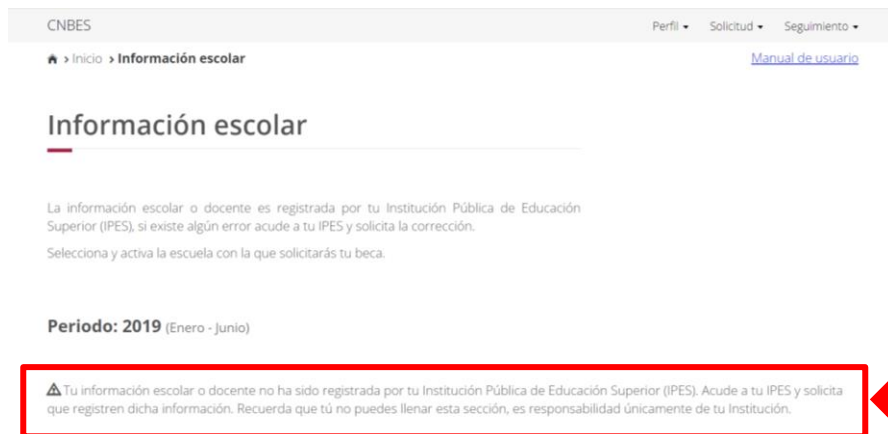 CNBES
Perfil Solicitud Seguimiento
> Inicio > Información escolar
Manual de usuario
Información escolar
La información escolar o docente es registrada por tu Institución Pública de Educación
Superior (IPES), si existe algún error acude a tu IPES y solicita la corrección.
Selecciona y activa la escuela con la que solicitarás tu beca.
Periodo: 2019 (Enero - Junio)
Tu información escolar o docente no ha sido registrada por tu Institución Pública de Educación Superior (IPES). Acude a tu IPES y solicita
que registren dicha información. Recuerda que tú no puedes llenar esta sección, es responsabilidad únicamente de tu Institución.